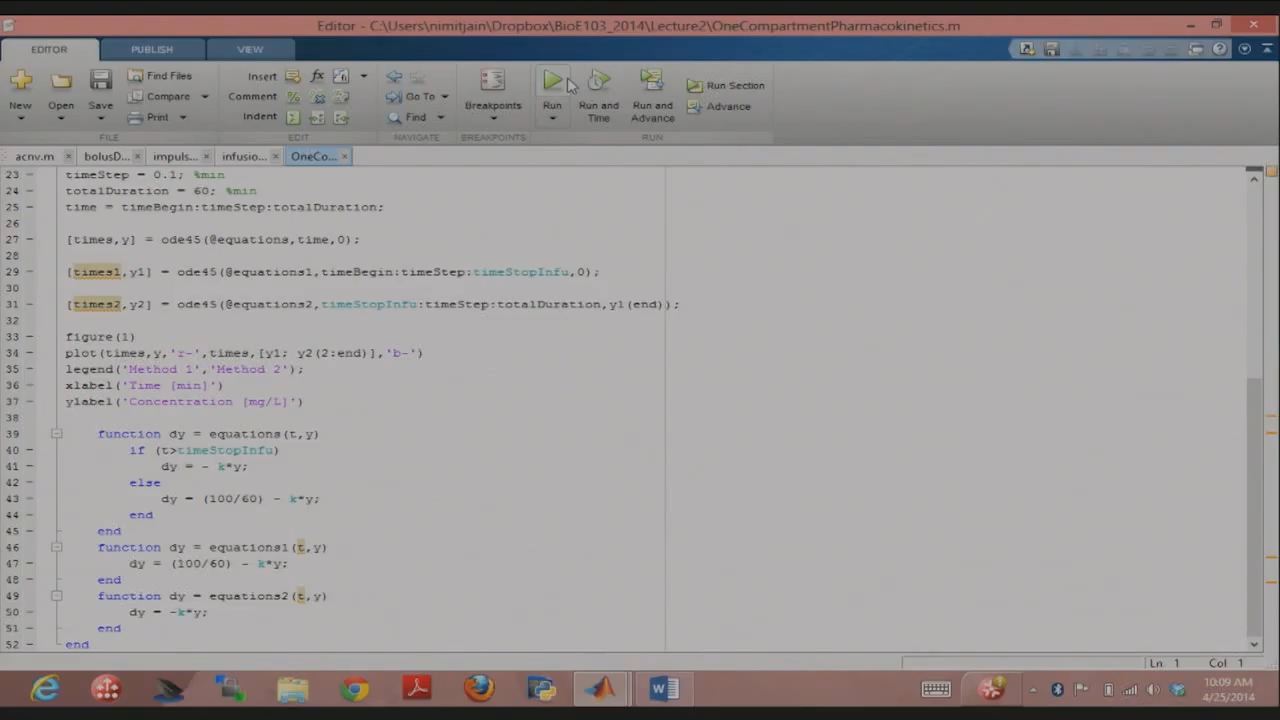 Editor - C:\Users\nimitjain\Dropbox\BioE103_2014\Lecture2\OneCompartmentPharmacokinetics.m
EDITOR PUBLISH VIEW
New Open Save Find Files Compare Print Insert Comment Indent fx Go To Find Breakpoints Run Run and Time Run and Advance Run Section Advance
FILE EDIT NAVIGATE BREAKPOINTS RUN
acnv.m bolusD... impuls... infusio... OneCo...
23 timeStep = 0.1; %min
24 totalDuration = 60; %min
25 time = timeBegin:timeStep:totalDuration;
26
27 [times,y] = ode45(@equations,time,0);
28
29 [times1,y1] = ode45(@equations1,timeBegin:timeStep:timeStopInfu,0);
30
31 [times2,y2] = ode45(@equations2,timeStopInfu:timeStep:totalDuration,y1(end));
32
33 figure(1)
34 plot(times,y,'r-',times,[y1; y2(2:end)],'b-')
35 legend('Method 1','Method 2');
36 xlabel('Time [min]')
37 ylabel('Concentration [mg/L]')
38
39 function dy = equations(t,y)
40 if (t>timeStopInfu)
41 dy = - k*y;
42 else
43 dy = (100/60) - k*y;
44 end
45 end
46 function dy = equations1(t,y)
47 dy = (100/60) - k*y;
48 end
49 function dy = equations2(t,y)
50 dy = -k*y;
51 end
52 end
Ln 1 Col 1
10:09 AM
4/25/2014